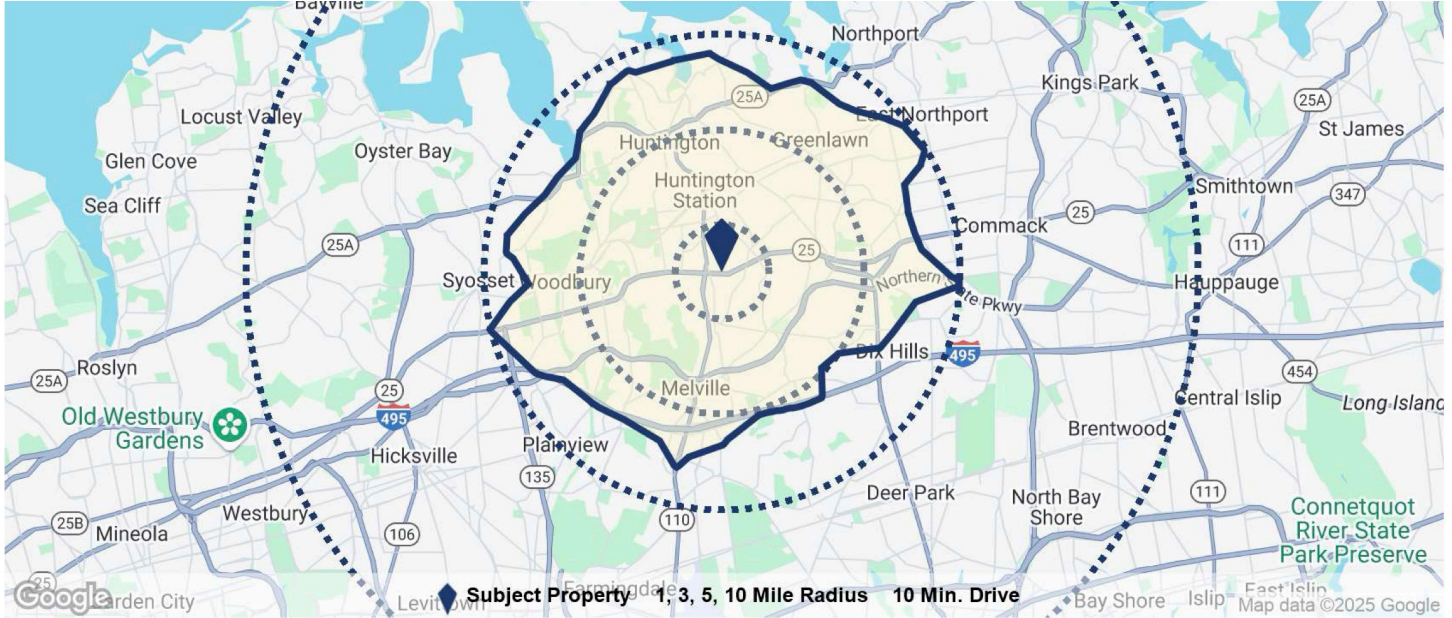 Bayville
Northport
Kings Park
25A
25A
Locust Valley
East Northport
St James
Huntington
Greenlawn
Oyster Bay
Glen Cove
Huntington
Station
Smithtown
347
Sea Cliff
25
Commack
25A
25
111
Syosset
Woodbury
Northern State Pkwy
Hauppauge
Roslyn
Dix Hills
495
25A
25
454
Melville
Central Islip
Long Island
Old Westbury
Gardens
495
Brentwood
Plainview
Hicksville
135
Deer Park
North Bay
Shore
111
Connetquot
River State
Park Preserve
Westbury
110
25B
Mineola
106
25
Google
Garden City
Levittown
Farmingdale
Subject Property 1, 3, 5, 10 Mile Radius 10 Min. Drive
Bay Shore
Islip
East Islip
Map data ©2025 Google